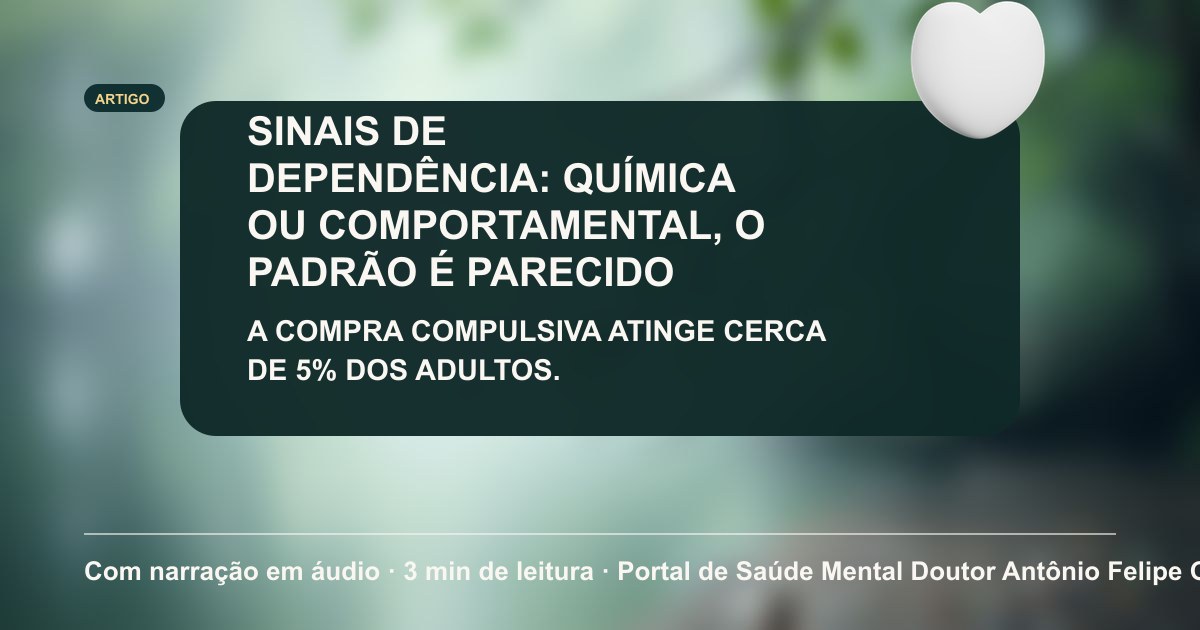 ARTIGO
SINAIS DE
DEPENDÊNCIA: QUÍMICA
OU COMPORTAMENTAL, O
PADRÃO É PARECIDO
A COMPRA COMPULSIVA ATINGE CERCA
DE 5% DOS ADULTOS.
Com narração em áudio · 3 min de leitura · Portal de Saúde Mental Doutor Antônio Felipe